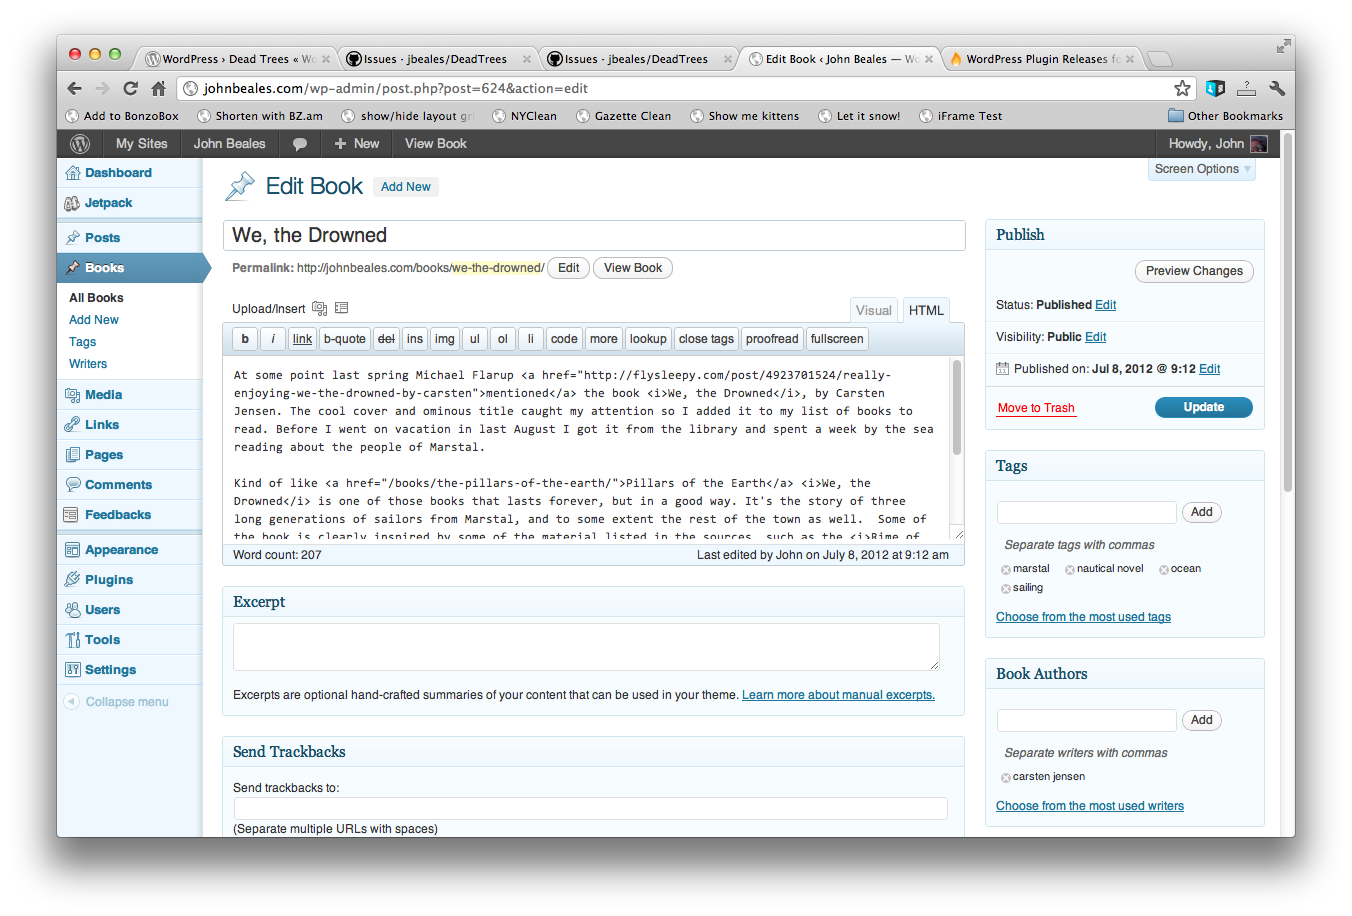 WordPress › Dead Trees « Wo
Issues · jbeales/DeadTrees
Issues · jbeales/DeadTrees
Edit Book ‹ John Beales — Wo
WordPress Plugin Releases fo
johnbeales.com/wp-admin/post.php?post=624&action=edit
Add to BonzoBox
Shorten with BZ.am
show/hide layout gri
NYClean
Gazette Clean
Show me kittens
Let it snow!
iFrame Test
Other Bookmarks
My Sites
John Beales
+ New
View Book
Howdy, John
Screen Options
Dashboard
Jetpack
Posts
Books
All Books
Add New
Tags
Writers
Media
Links
Pages
Comments
Feedbacks
Appearance
Plugins
Users
Tools
Settings
Collapse menu
Edit Book
Add New
We, the Drowned
Permalink: http://johnbeales.com/books/we-the-drowned/ Edit View Book
Upload/Insert
Visual
HTML
b
i
link
b-quote
del
ins
img
ul
ol
li
code
more
lookup
close tags
proofread
fullscreen
At some point last spring Michael Flarup <a href="http://flysleepy.com/post/4923701524/really-
enjoying-we-the-drowned-by-carsten">mentioned</a> the book <i>We, the Drowned</i>, by Carsten
Jensen. The cool cover and ominous title caught my attention so I added it to my list of books to
read. Before I went on vacation in last August I got it from the library and spent a week by the sea
reading about the people of Marstal.
Kind of like <a href="/books/the-pillars-of-the-earth/">Pillars of the Earth</a> <i>We, the
Drowned</i> is one of those books that lasts forever, but in a good way. It's the story of three
long generations of sailors from Marstal, and to some extent the rest of the town as well.  Some of
the book is clearly inspired by some of the material listed in the sources, such as the <i>Rime of
Word count: 207
Last edited by John on July 8, 2012 at 9:12 am
Excerpt
Excerpts are optional hand-crafted summaries of your content that can be used in your theme. Learn more about manual excerpts.
Send Trackbacks
Send trackbacks to:
(Separate multiple URLs with spaces)
Publish
Preview Changes
Status: Published Edit
Visibility: Public Edit
Published on: Jul 8, 2012 @ 9:12 Edit
Move to Trash
Update
Tags
Add
Separate tags with commas
marstal
nautical novel
ocean
sailing
Choose from the most used tags
Book Authors
Add
Separate writers with commas
carsten jensen
Choose from the most used writers